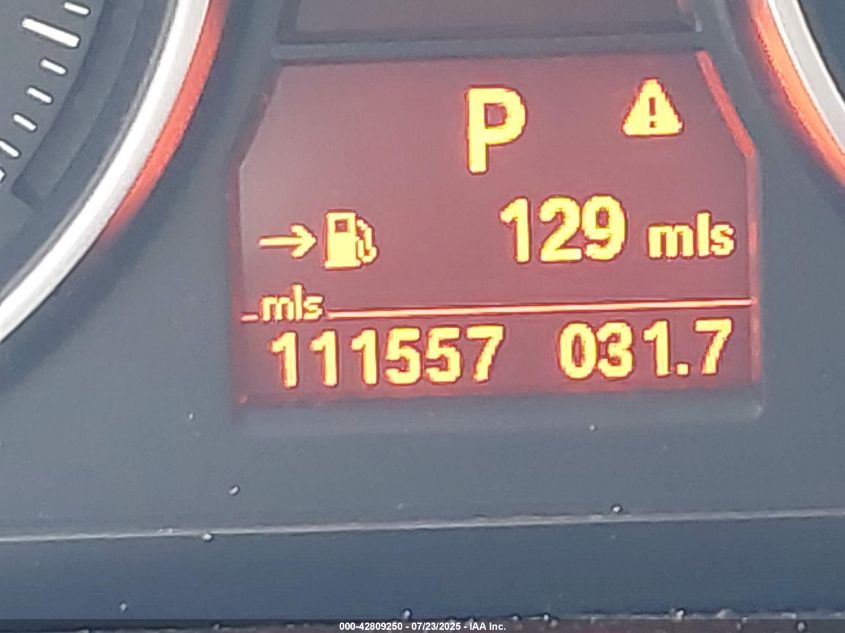 P
129 mls
mls
111557 031.7
000-42809250 - 07/23/2025 - IAA Inc.